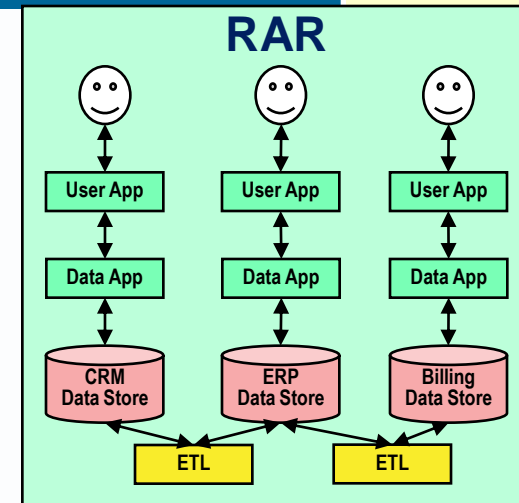 RAR
User App
User App
User App
Data App
Data App
Data App
CRM
Data Store
ERP
Data Store
Billing
Data Store
ETL
ETL